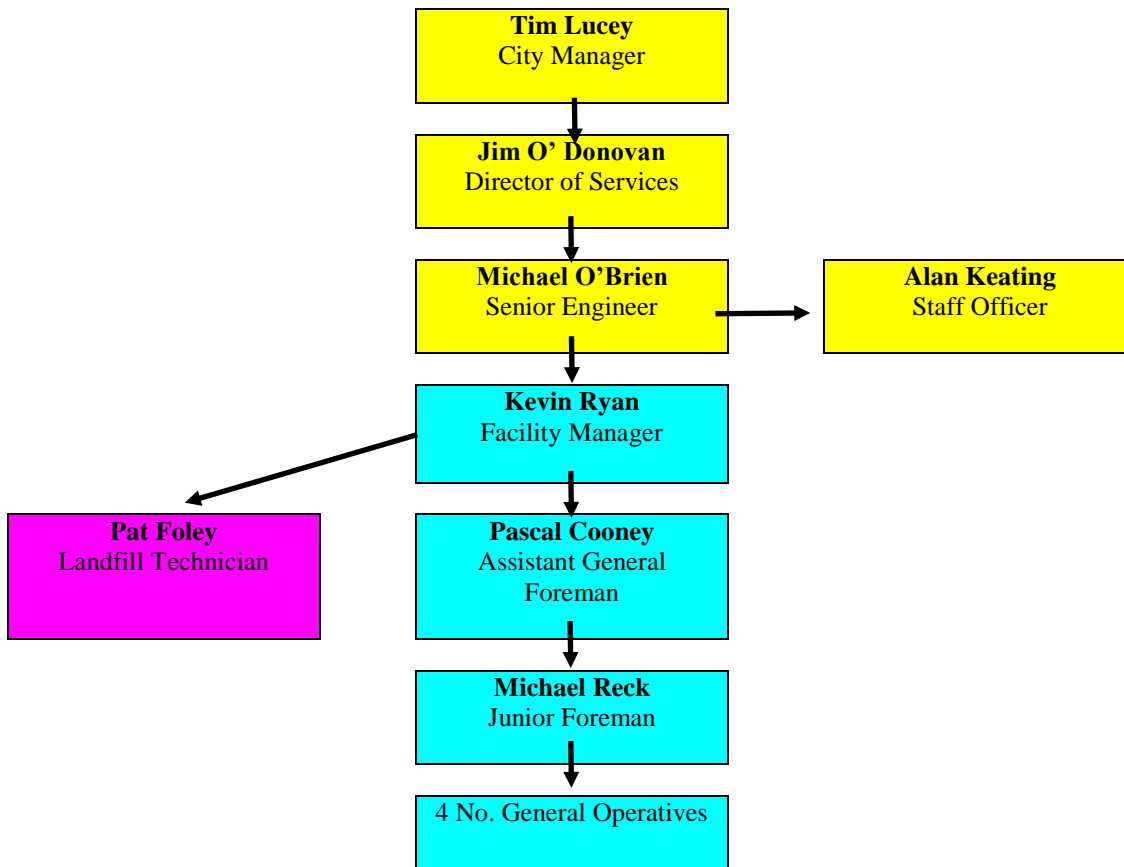 Tim Lucey
City Manager
Jim O’ Donovan
Director of Services
Michael O’Brien
Senior Engineer
Alan Keating
Staff Officer
Kevin Ryan
Facility Manager
Pat Foley
Landfill Technician
Pascal Cooney
Assistant General
Foreman
Michael Reck
Junior Foreman
4 No. General Operatives